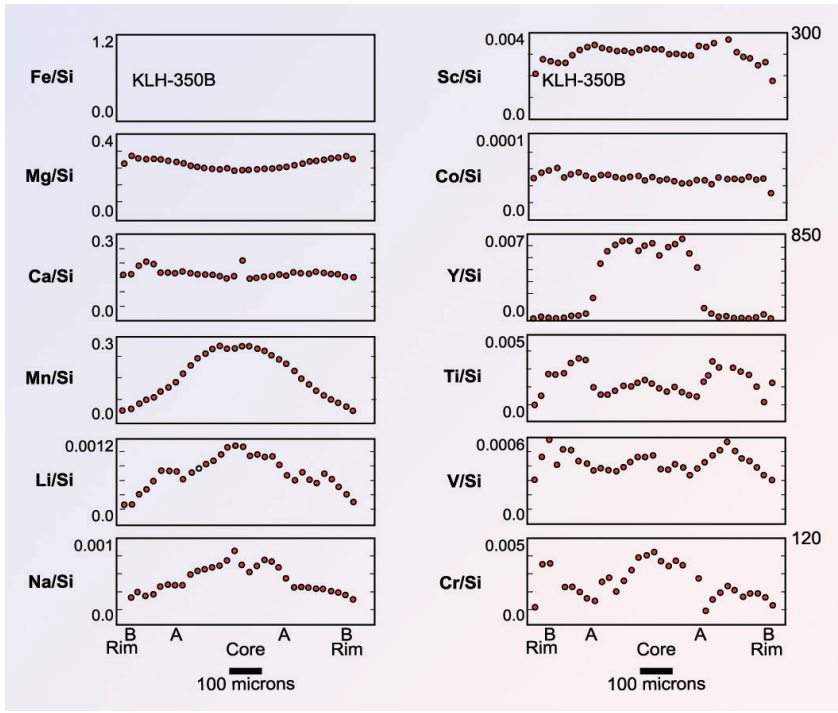 1.2
Fe/Si
KLH-350B
0.0
0.4
Mg/Si
0.0
0.3
Ca/Si
0.0
0.3
Mn/Si
0.0
0.0012
Li/Si
0.0
0.001
Na/Si
0.0
B A A B
Rim Core Rim
100 microns
0.004 300
Sc/Si
KLH-350B
0.0
0.0001
Co/Si
0.0
0.007 850
Y/Si
0.0
0.005
Ti/Si
0.0
0.0006
V/Si
0.0
0.005 120
Cr/Si
0.0
B A A B
Rim Core Rim
100 microns